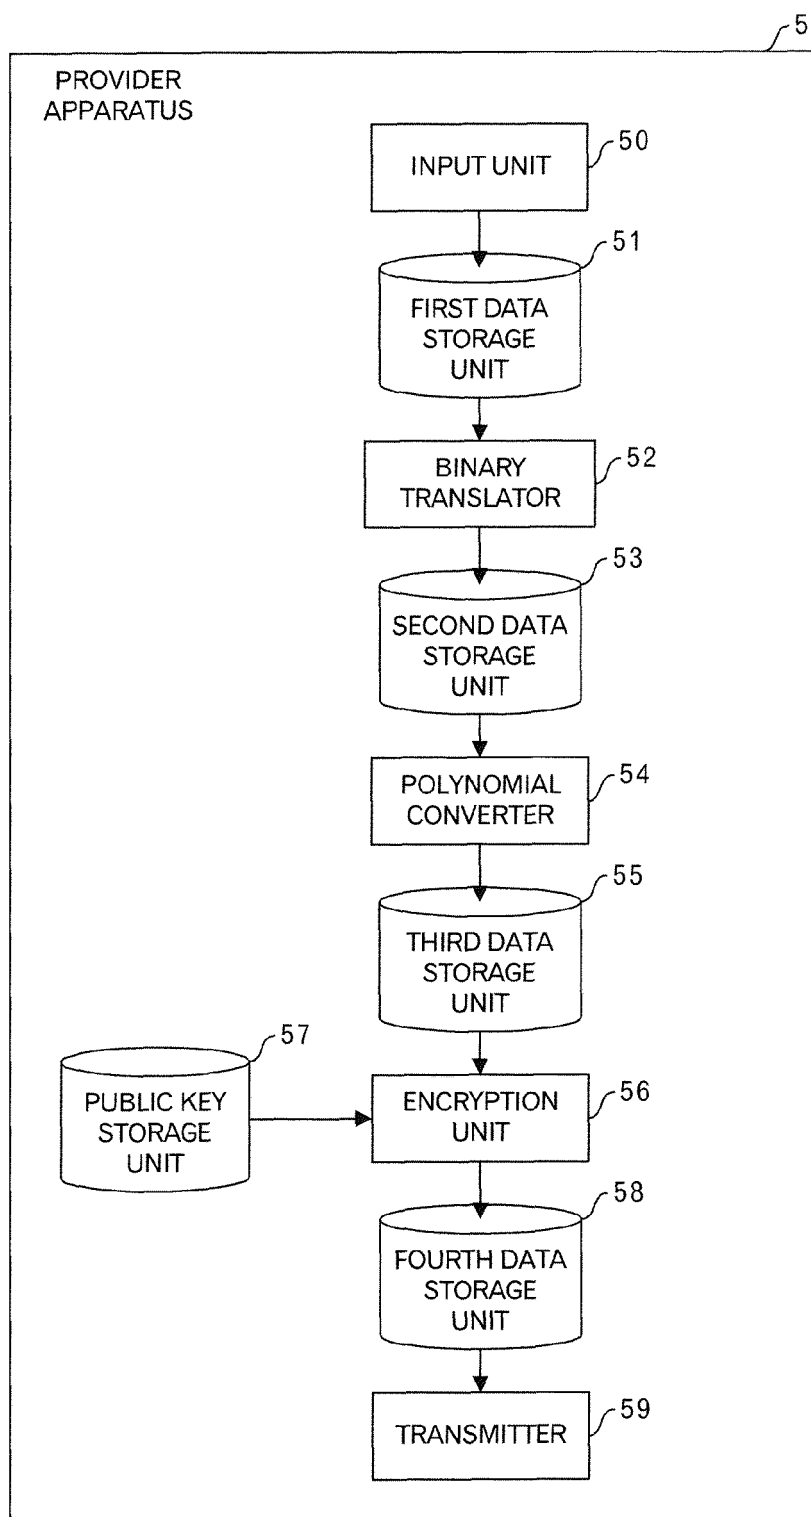 5
PROVIDER
APPARATUS
50
INPUT UNIT
51
FIRST DATA
STORAGE
UNIT
52
BINARY
TRANSLATOR
53
SECOND DATA
STORAGE
UNIT
54
POLYNOMIAL
CONVERTER
55
THIRD DATA
STORAGE
UNIT
57
PUBLIC KEY
STORAGE
UNIT
56
ENCRYPTION
UNIT
58
FOURTH DATA
STORAGE
UNIT
59
TRANSMITTER